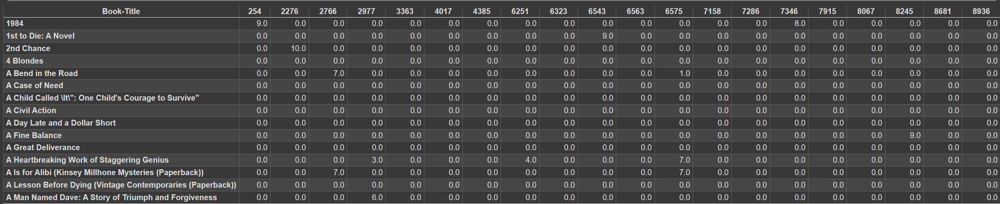 Book-Title 254 2276 2766 2977 3363 4017 4385 6251 6323 6543 6563 6575 7158 7286 7346 7915 8067 8245 8681 8936
1984 9.0 0.0 0.0 0.0 0.0 0.0 0.0 0.0 0.0 0.0 0.0 0.0 0.0 0.0 8.0 0.0 0.0 0.0 0.0 0.0
1st to Die: A Novel 0.0 0.0 0.0 0.0 0.0 0.0 0.0 0.0 0.0 9.0 0.0 0.0 0.0 0.0 0.0 0.0 0.0 0.0 0.0 0.0
2nd Chance 0.0 10.0 0.0 0.0 0.0 0.0 0.0 0.0 0.0 0.0 0.0 0.0 0.0 0.0 0.0 0.0 0.0 0.0 0.0 0.0
4 Blondes 0.0 0.0 0.0 0.0 0.0 0.0 0.0 0.0 0.0 0.0 0.0 0.0 0.0 0.0 0.0 0.0 0.0 0.0 0.0 0.0
A Bend in the Road 0.0 0.0 7.0 0.0 0.0 0.0 0.0 0.0 0.0 0.0 0.0 1.0 0.0 0.0 0.0 0.0 0.0 0.0 0.0 0.0
A Case of Need 0.0 0.0 0.0 0.0 0.0 0.0 0.0 0.0 0.0 0.0 0.0 0.0 0.0 0.0 0.0 0.0 0.0 0.0 0.0 0.0
A Child Called \It\": One Child's Courage to Survive" 0.0 0.0 0.0 0.0 0.0 0.0 0.0 0.0 0.0 0.0 0.0 0.0 0.0 0.0 0.0 0.0 0.0 0.0 0.0 0.0
A Civil Action 0.0 0.0 0.0 0.0 0.0 0.0 0.0 0.0 0.0 0.0 0.0 0.0 0.0 0.0 0.0 0.0 0.0 0.0 0.0 0.0
A Day Late and a Dollar Short 0.0 0.0 0.0 0.0 0.0 0.0 0.0 0.0 0.0 0.0 0.0 0.0 0.0 0.0 0.0 0.0 0.0 0.0 0.0 0.0
A Fine Balance 0.0 0.0 0.0 0.0 0.0 0.0 0.0 0.0 0.0 0.0 0.0 0.0 0.0 0.0 0.0 0.0 0.0 9.0 0.0 0.0
A Great Deliverance 0.0 0.0 0.0 0.0 0.0 0.0 0.0 0.0 0.0 0.0 0.0 0.0 0.0 0.0 0.0 0.0 0.0 0.0 0.0 0.0
A Heartbreaking Work of Staggering Genius 0.0 0.0 0.0 3.0 0.0 0.0 0.0 4.0 0.0 0.0 0.0 7.0 0.0 0.0 0.0 0.0 0.0 0.0 0.0 0.0
A Is for Alibi (Kinsey Millhone Mysteries (Paperback)) 0.0 0.0 7.0 0.0 0.0 0.0 0.0 0.0 0.0 0.0 0.0 7.0 0.0 0.0 0.0 0.0 0.0 0.0 0.0 0.0
A Lesson Before Dying (Vintage Contemporaries (Paperback)) 0.0 0.0 0.0 0.0 0.0 0.0 0.0 0.0 0.0 0.0 0.0 0.0 0.0 0.0 0.0 0.0 0.0 0.0 0.0 0.0
A Man Named Dave: A Story of Triumph and Forgiveness 0.0 0.0 0.0 6.0 0.0 0.0 0.0 0.0 0.0 0.0 0.0 0.0 0.0 0.0 0.0 0.0 0.0 0.0 0.0 0.0